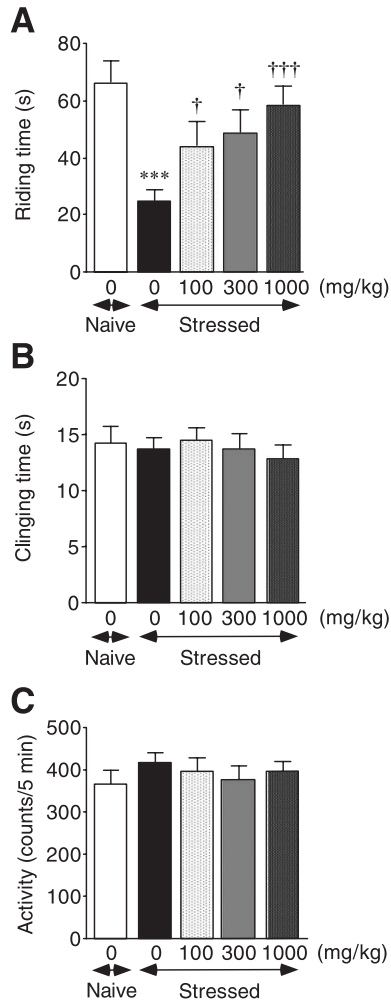 A
Riding time (s)
80
60
40
20
0
***
†
†
†††
0 0 100 300 1000 (mg/kg)
Naive Stressed
B
Clinging time (s)
20
15
10
5
0
0 0 100 300 1000 (mg/kg)
Naive Stressed
C
Activity (counts/5 min)
500
400
300
200
100
0
0 0 100 300 1000 (mg/kg)
Naive Stressed